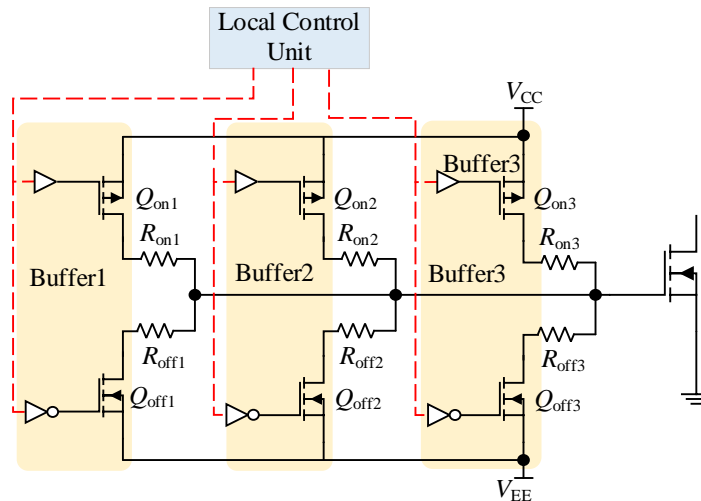 Local Control
Unit
VCC
Buffer3
Qon1
Qon2
Qon3
Ron1
Ron2
Ron3
Buffer1
Buffer2
Buffer3
Roff1
Roff2
Roff3
Qoff1
Qoff2
Qoff3
VEE